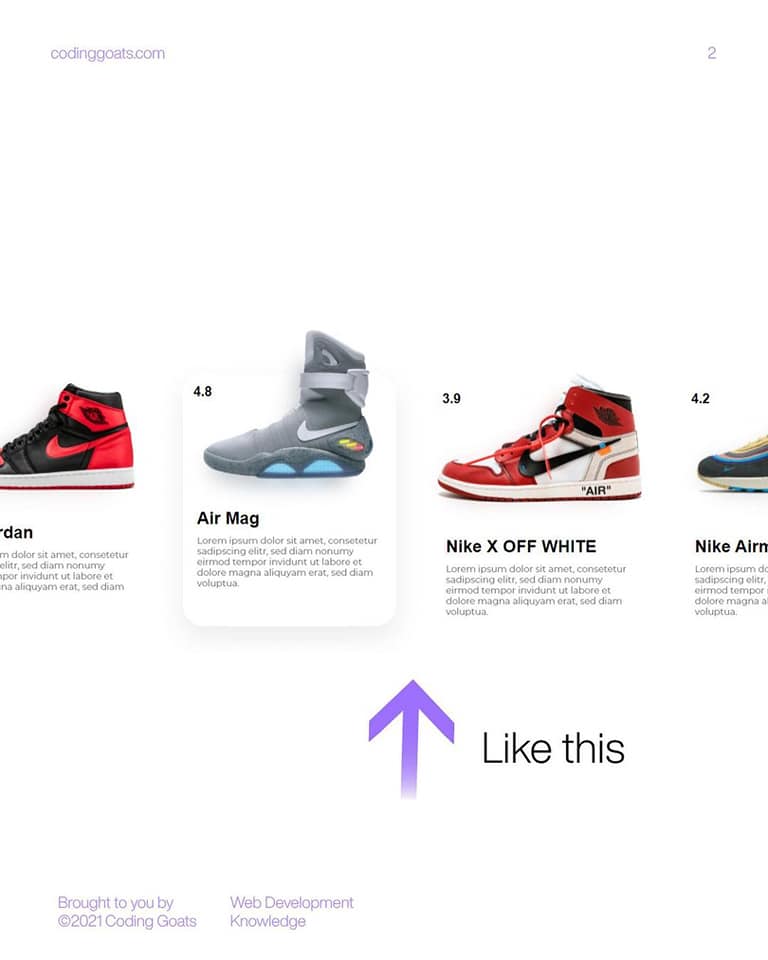 codinggoats.com
2
4.8
3.9
4.2
"AIR"
rdan
m dolor sit amet, consetetur
elitr, sed diam nonumy
por invidunt ut labore et
na aliquyam erat, sed diam
Air Mag
Lorem ipsum dolor sit amet, consetetur
sadipscing elitr, sed diam nonumy
eirmod tempor invidunt ut labore et
dolore magna aliquyam erat, sed diam
voluptua.
Nike X OFF WHITE
Lorem ipsum dolor sit amet, consetetur
sadipscing elitr, sed diam nonumy
eirmod tempor invidunt ut labore et
dolore magna aliquyam erat, sed diam
voluptua.
Nike Airm
Lorem ipsum do
sadipscing elitr,
eirmod tempor
dolore magna al
voluptua.
Like this
Brought to you by
©2021 Coding Goats
Web Development
Knowledge